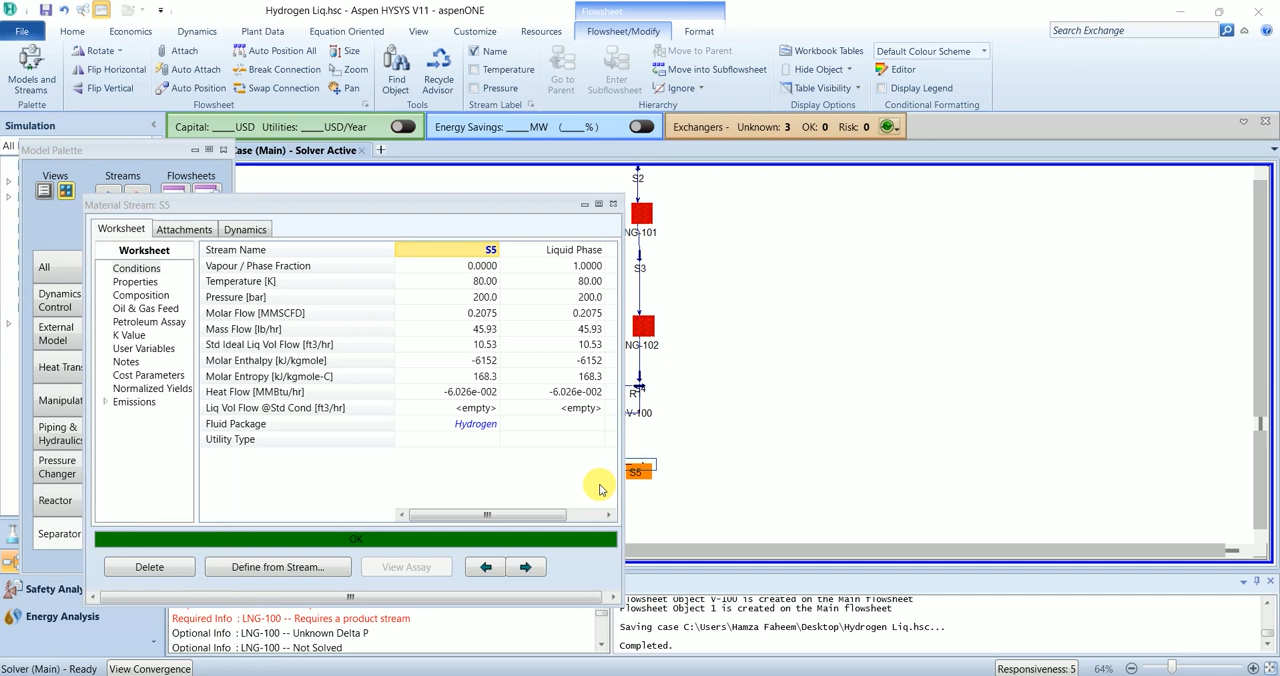 Hydrogen Liq.hsc - Aspen HYSYS V11 - aspenONE
Flowsheet
File Home Economics Dynamics Plant Data Equation Oriented View Customize Resources Flowsheet/Modify Format
Search Exchange
Models and Streams
Palette
Rotate Attach Auto Position All Size
Flip Horizontal Auto Attach Break Connection Zoom
Flip Vertical Auto Position Swap Connection Pan
Flowsheet
Find Object
Recycle Advisor
Tools
Name
Temperature
Pressure
Stream Label
Go to Parent
Enter Subflowsheet
Move to Parent
Move into Subflowsheet
Ignore
Hierarchy
Workbook Tables
Hide Object
Table Visibility
Display Options
Default Colour Scheme
Editor
Display Legend
Conditional Formatting
Simulation
Capital: ____USD Utilities: ____USD/Year
Energy Savings: ____MW (____%)
Exchangers - Unknown: 3 OK: 0 Risk: 0
All
Model Palette
Case (Main) - Solver Active
Views Streams Flowsheets
Material Stream: S5
Worksheet Attachments Dynamics
Worksheet
Conditions
Properties
Composition
Oil & Gas Feed
Petroleum Assay
K Value
User Variables
Notes
Cost Parameters
Normalized Yields
Emissions
Stream Name S5 Liquid Phase
Vapour / Phase Fraction 0.0000 1.0000
Temperature [K] 80.00 80.00
Pressure [bar] 200.0 200.0
Molar Flow [MMSCFD] 0.2075 0.2075
Mass Flow [lb/hr] 45.93 45.93
Std Ideal Liq Vol Flow [ft3/hr] 10.53 10.53
Molar Enthalpy [kJ/kgmole] -6152 -6152
Molar Entropy [kJ/kgmole-C] 168.3 168.3
Heat Flow [MMBtu/hr] -6.026e-002 -6.026e-002
Liq Vol Flow @Std Cond [ft3/hr] <empty> <empty>
Fluid Package Hydrogen
Utility Type
OK
Delete Define from Stream... View Assay
All
Dynamics Control
External Model
Heat Trans
Manipulat
Piping & Hydraulics
Pressure Changer
Reactor
Separator
S2
NG-101
S3
NG-102
S4
R
V-100
S5
Safety Analy
Energy Analysis
Required Info : LNG-100 -- Requires a product stream
Optional Info : LNG-100 -- Unknown Delta P
Optional Info : LNG-100 -- Not Solved
Flowsheet Object V-100 is created on the Main flowsheet
Flowsheet Object 1 is created on the Main flowsheet
Saving case C:\Users\Hamza Faheem\Desktop\Hydrogen Liq.hsc...
Completed.
Solver (Main) - Ready View Convergence
Responsiveness: 5 64%